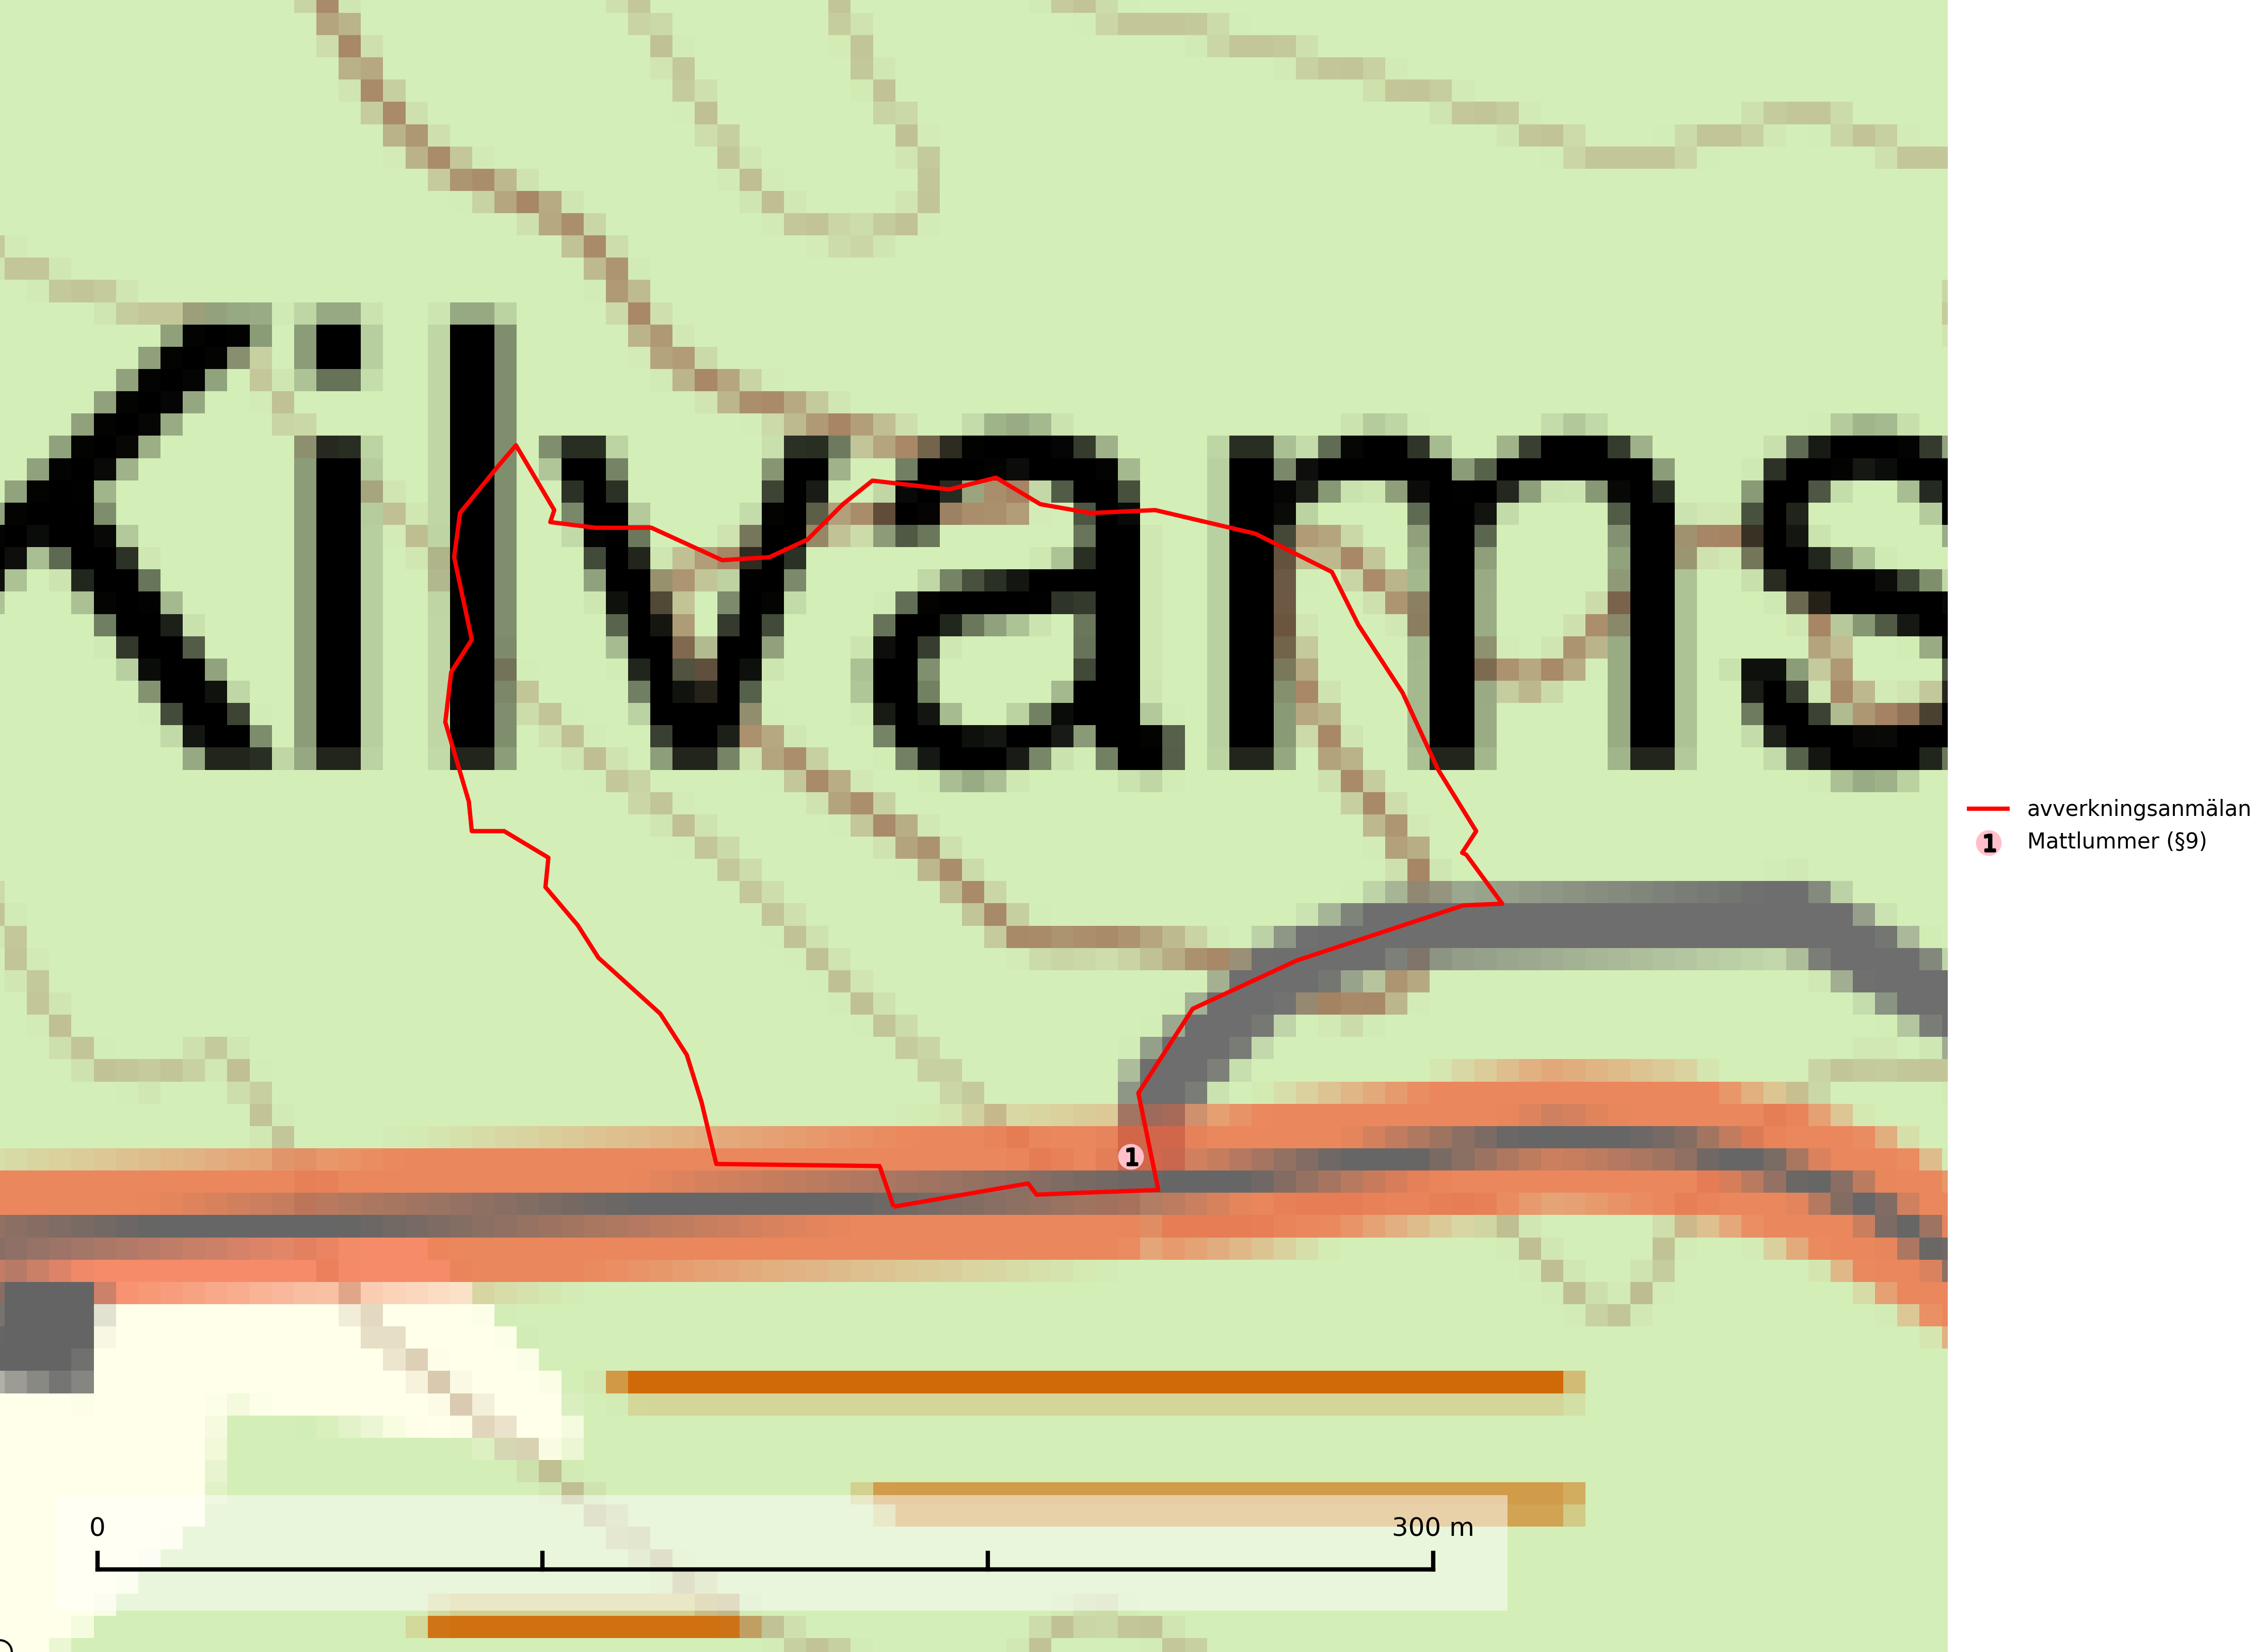 Kilvams
avverkningsanmälan
1 Mattlummer (§9)
1
0 300 m